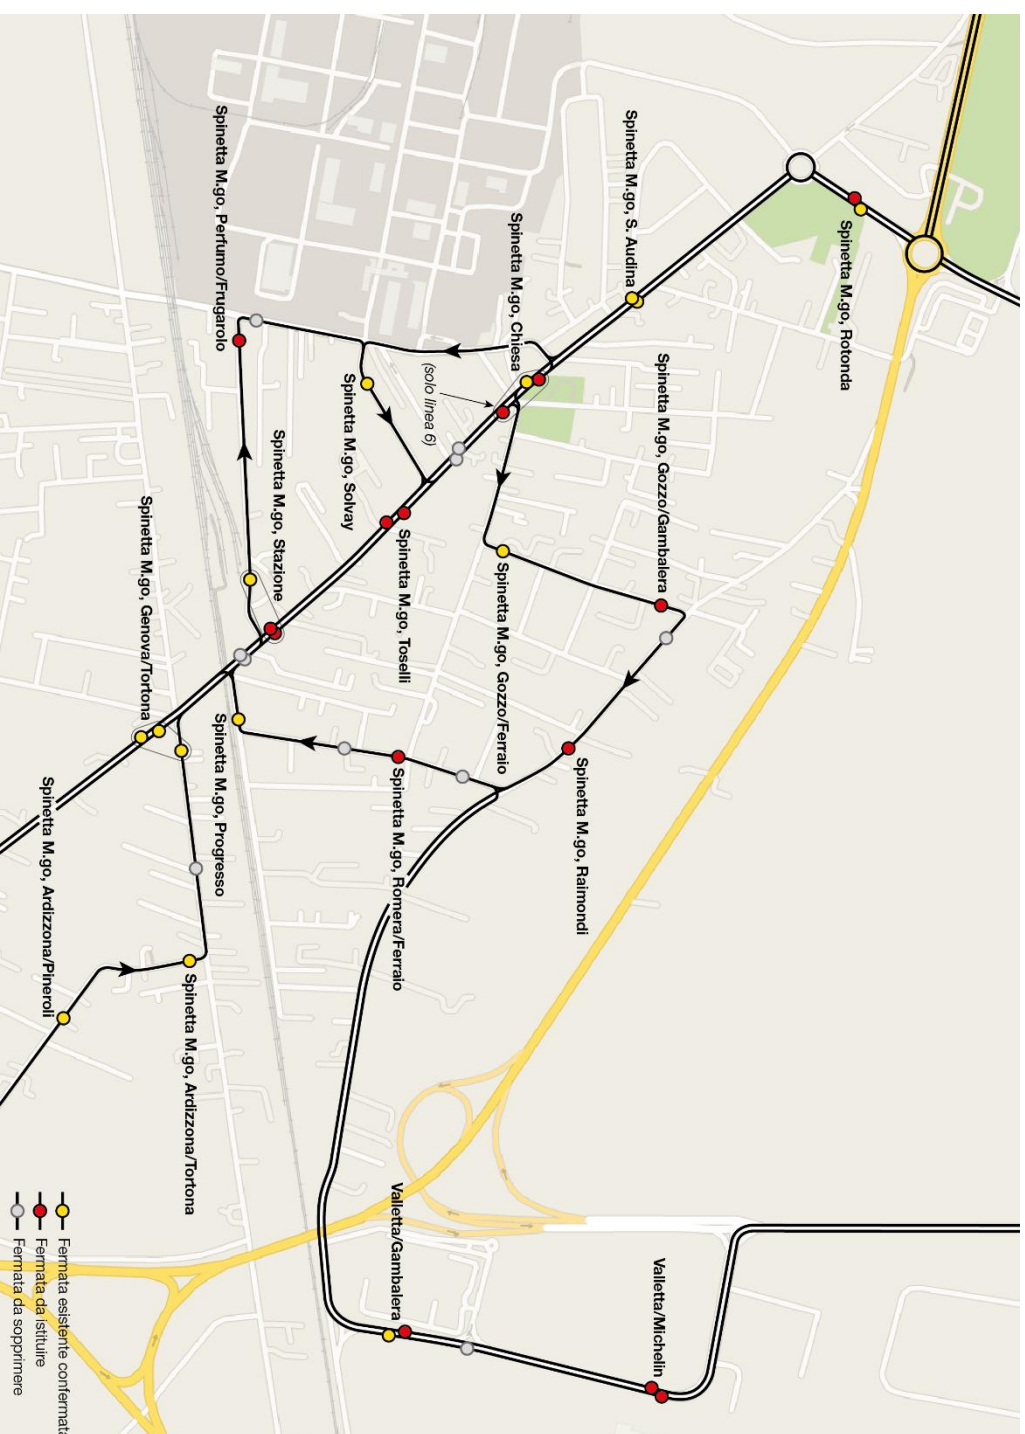 Spinetta M.go, Rotonda
Spinetta M.go, S. Audina
Spinetta M.go, Gozzo/Gambalera
Spinetta M.go, Chiesa
(solo linea 6)
Spinetta M.go, Perfumo/Frugarolo
Spinetta M.go, Solvay
Spinetta M.go, Toselli
Spinetta M.go, Gozzo/Ferraio
Spinetta M.go, Raimondi
Spinetta M.go, Stazione
Spinetta M.go, Genova/Tortona
Spinetta M.go, Progresso
Spinetta M.go, Romera/Ferraio
Spinetta M.go, Ardizzona/Pineroli
Spinetta M.go, Ardizzona/Tortona
Valletta/Gambalera
Valletta/Michelin
Fermata esistente confermata
Fermata da istituire
Fermata da sopprimere